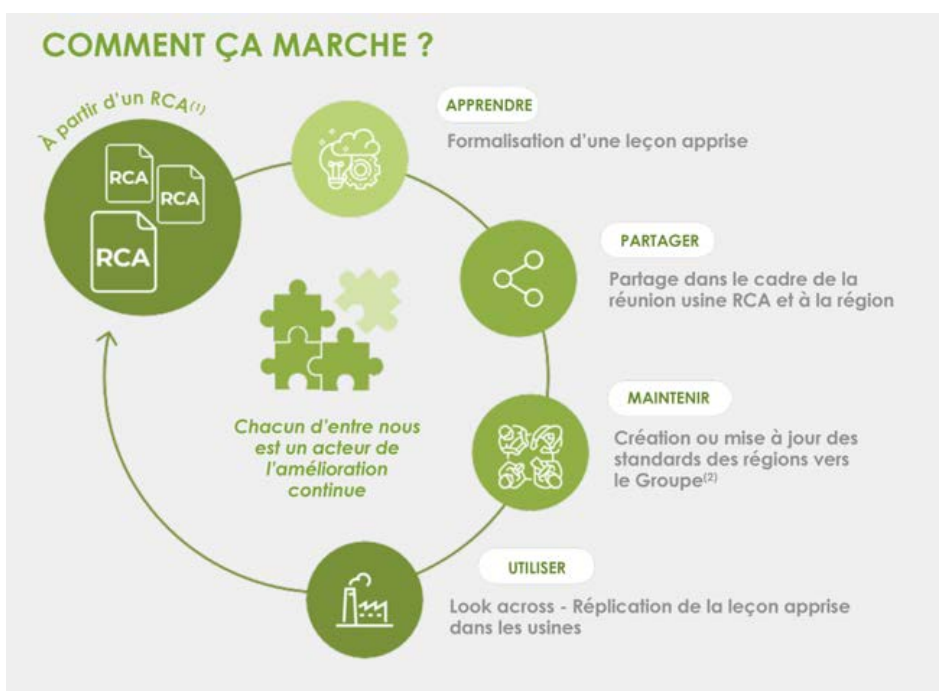 COMMENT ÇA MARCHE ?
À partir d'un RCA(1)
RCA
RCA
RCA
APPRENDRE
Formalisation d'une leçon apprise
PARTAGER
Partage dans le cadre de la
réunion usine RCA et à la région
MAINTENIR
Création ou mise à jour des
standards des régions vers
le Groupe(2)
UTILISER
Look across - Réplication de la leçon apprise
dans les usines
Chacun d'entre nous
est un acteur de
l'amélioration
continue